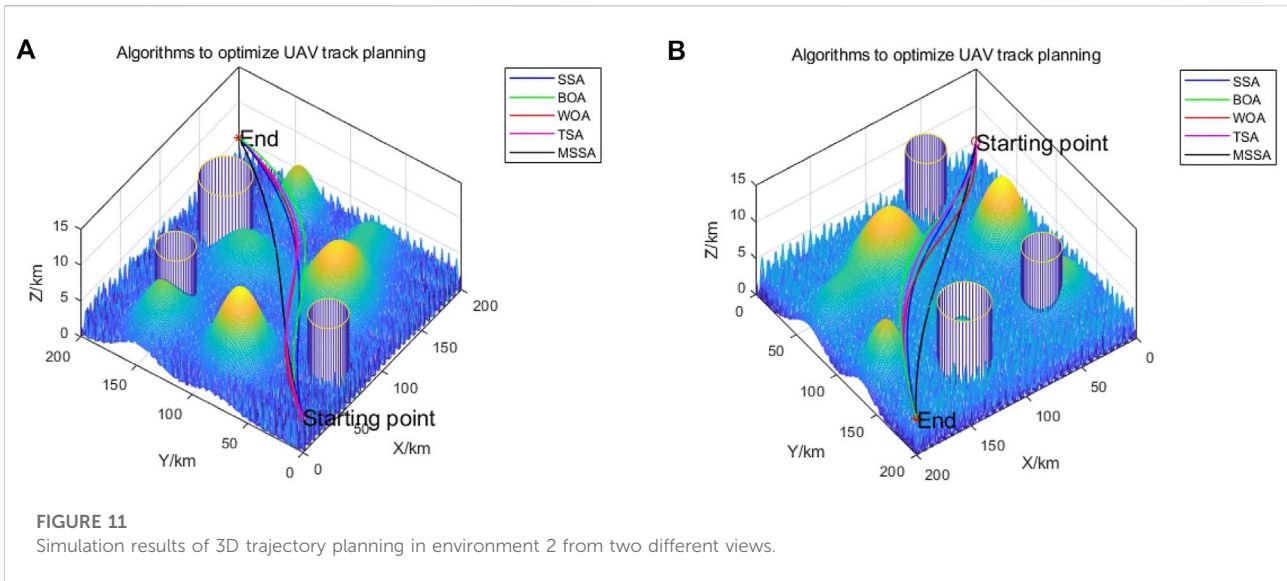 A
Algorithms to optimize UAV track planning
SSA
BOA
WOA
TSA
MSSA
End
Starting point
15
10
5
0
Z/km
200
150
100
50
0
Y/km
0
50
100
150
200
X/km
B
Algorithms to optimize UAV track planning
SSA
BOA
WOA
TSA
MSSA
Starting point
End
15
10
5
0
Z/km
0
50
100
150
200
Y/km
200
150
100
50
0
X/km
FIGURE 11
Simulation results of 3D trajectory planning in environment 2 from two different views.